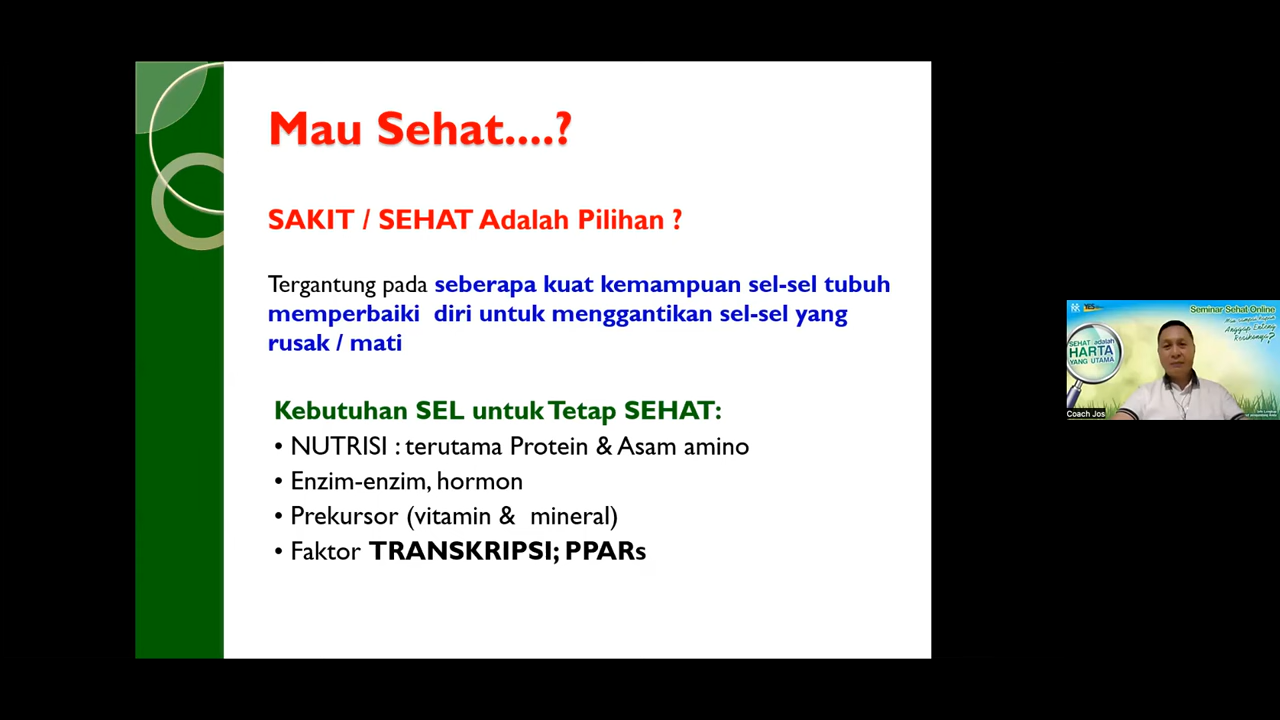 Mau Sehat....?
SAKIT / SEHAT Adalah Pilihan ?
Tergantung pada seberapa kuat kemampuan sel-sel tubuh
memperbaiki diri untuk menggantikan sel-sel yang
rusak / mati
Kebutuhan SEL untuk Tetap SEHAT:
• NUTRISI : terutama Protein & Asam amino
• Enzim-enzim, hormon
• Prekursor (vitamin & mineral)
• Faktor TRANSKRIPSI; PPARs
YES
Seminar Sehat Online
SEHAT adalah
HARTA
YANG UTAMA
Coach Jos